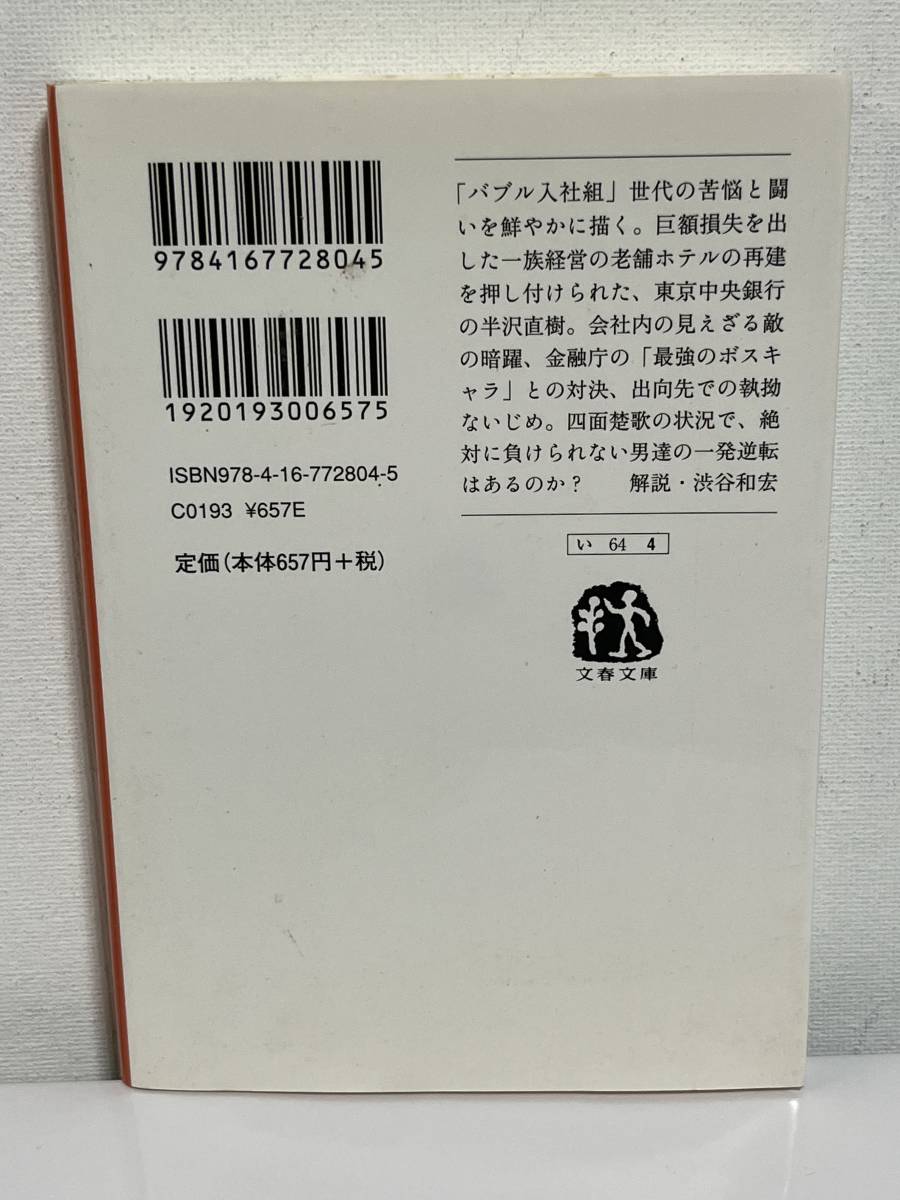 9784167728045
1920193006575
ISBN978-4-16-772804-5
C0193 ¥657E
定価(本体657円+税)
「バブル入社組」世代の苦悩と闘
いを鮮やかに描く。巨額損失を出
した一族経営の老舗ホテルの再建
を押し付けられた、東京中央銀行
の半沢直樹。会社内の見えざる敵
の暗躍、金融庁の「最強のボスキ
ャラ」との対決、出向先での執拗
ないじめ。四面楚歌の状況で、絶
対に負けられない男達の一発逆転
はあるのか? 解説・渋谷和宏
い 64 4
文春文庫